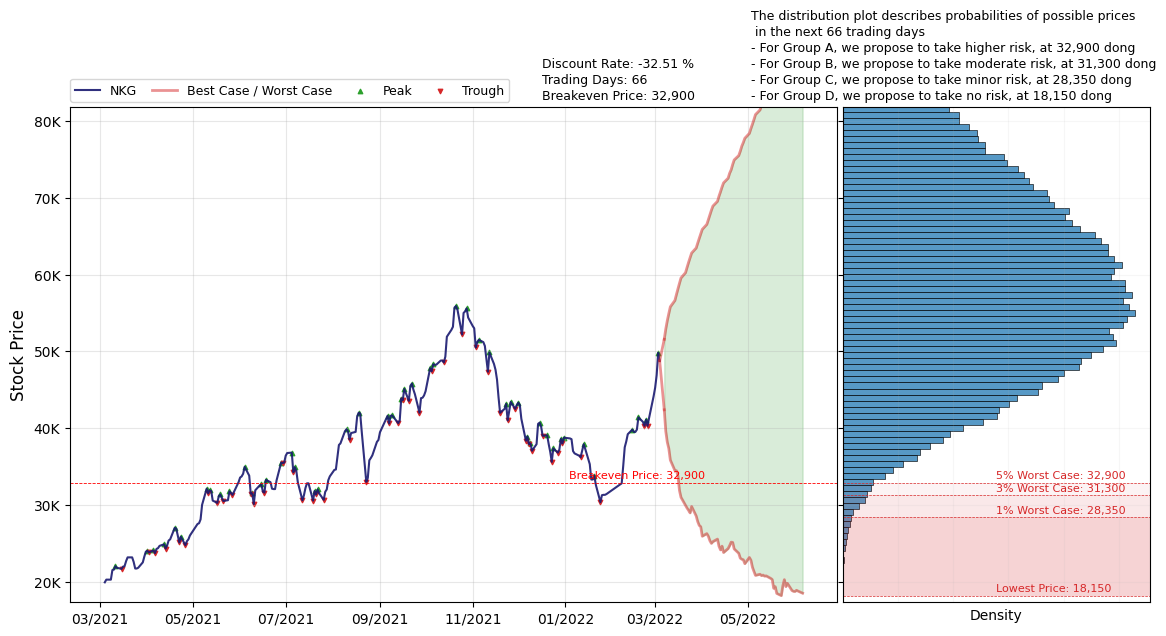 The distribution plot describes probabilities of possible prices
in the next 66 trading days
- For Group A, we propose to take higher risk, at 32,900 dong
- For Group B, we propose to take moderate risk, at 31,300 dong
- For Group C, we propose to take minor risk, at 28,350 dong
- For Group D, we propose to take no risk, at 18,150 dong
Discount Rate: -32.51 %
Trading Days: 66
Breakeven Price: 32,900
NKG
Best Case / Worst Case
Peak
Trough
Stock Price
80K
70K
60K
50K
40K
30K
20K
Breakeven Price: 32,900
03/2021
05/2021
07/2021
09/2021
11/2021
01/2022
03/2022
05/2022
5% Worst Case: 32,900
3% Worst Case: 31,300
1% Worst Case: 28,350
Lowest Price: 18,150
Density